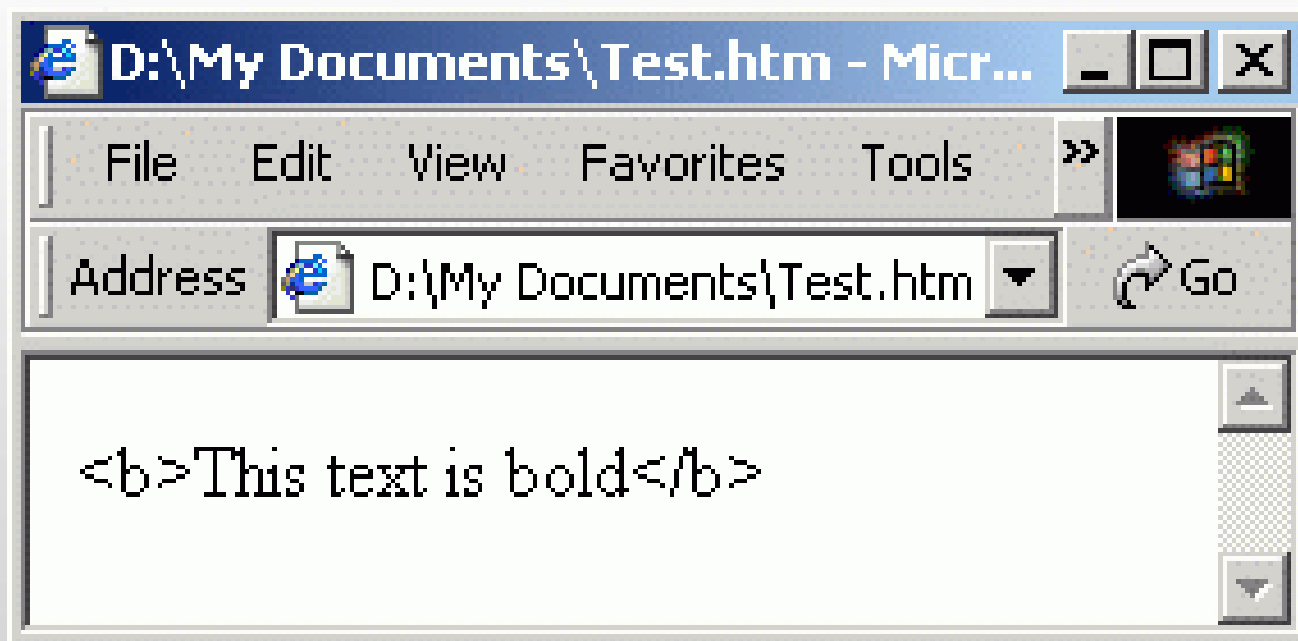 D:\My Documents\Test.htm - Micr...
File Edit View Favorites Tools »
Address D:\My Documents\Test.htm Go
<b>This text is bold</b>